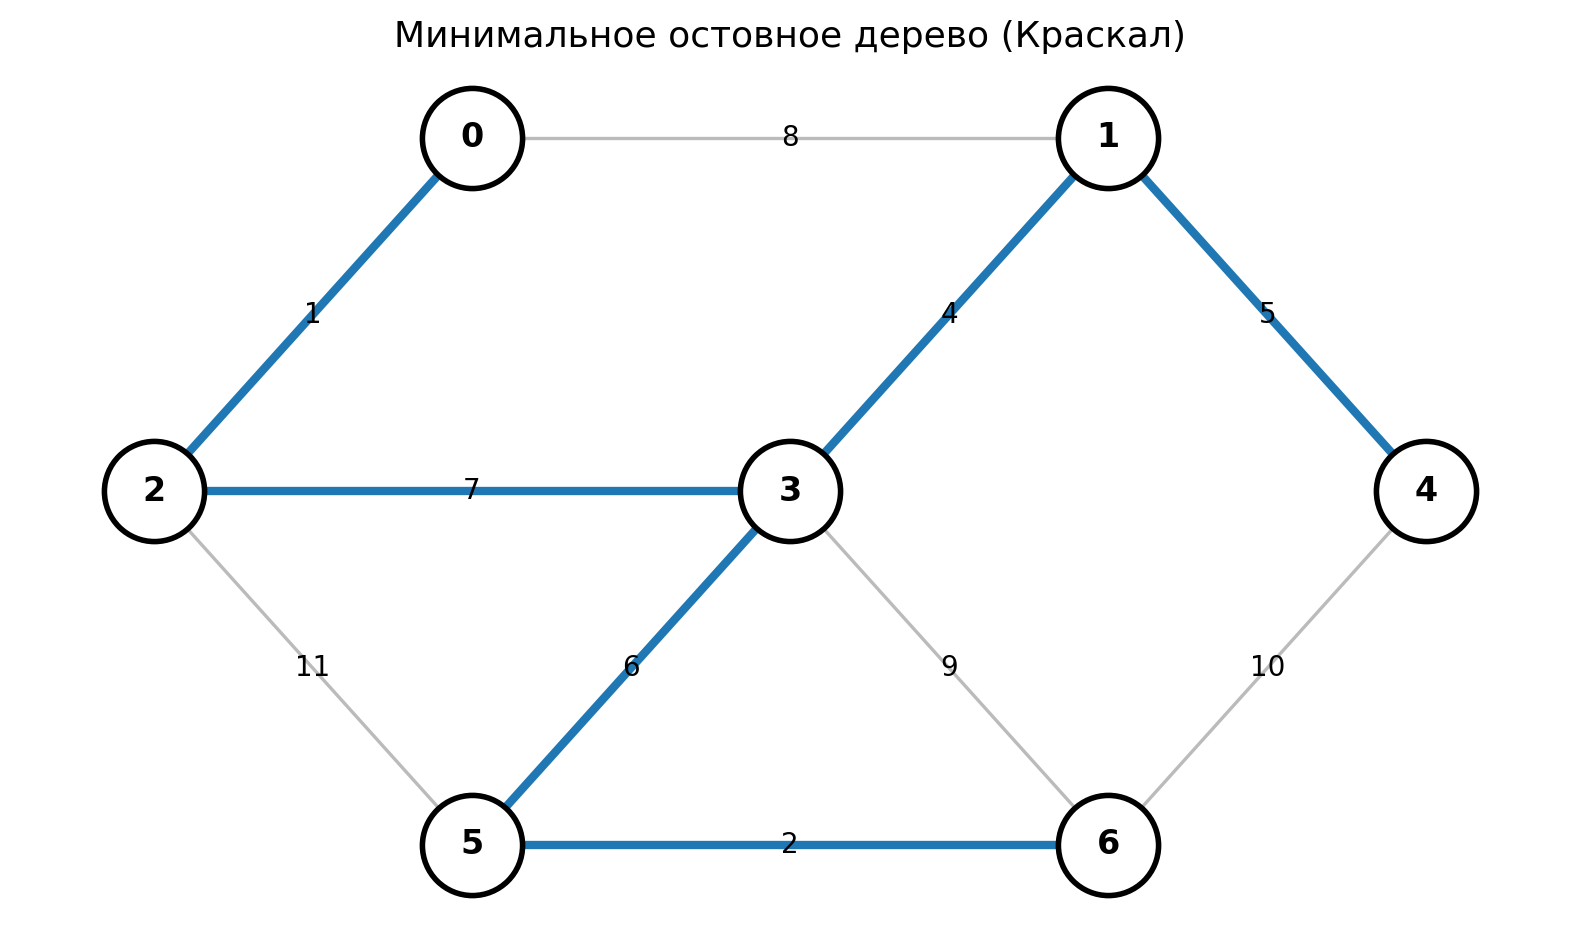 Минимальное остовное дерево (Краскал)
0 8 1
1 4 5
2 7 3 4
11 6 9 10
5 2 6